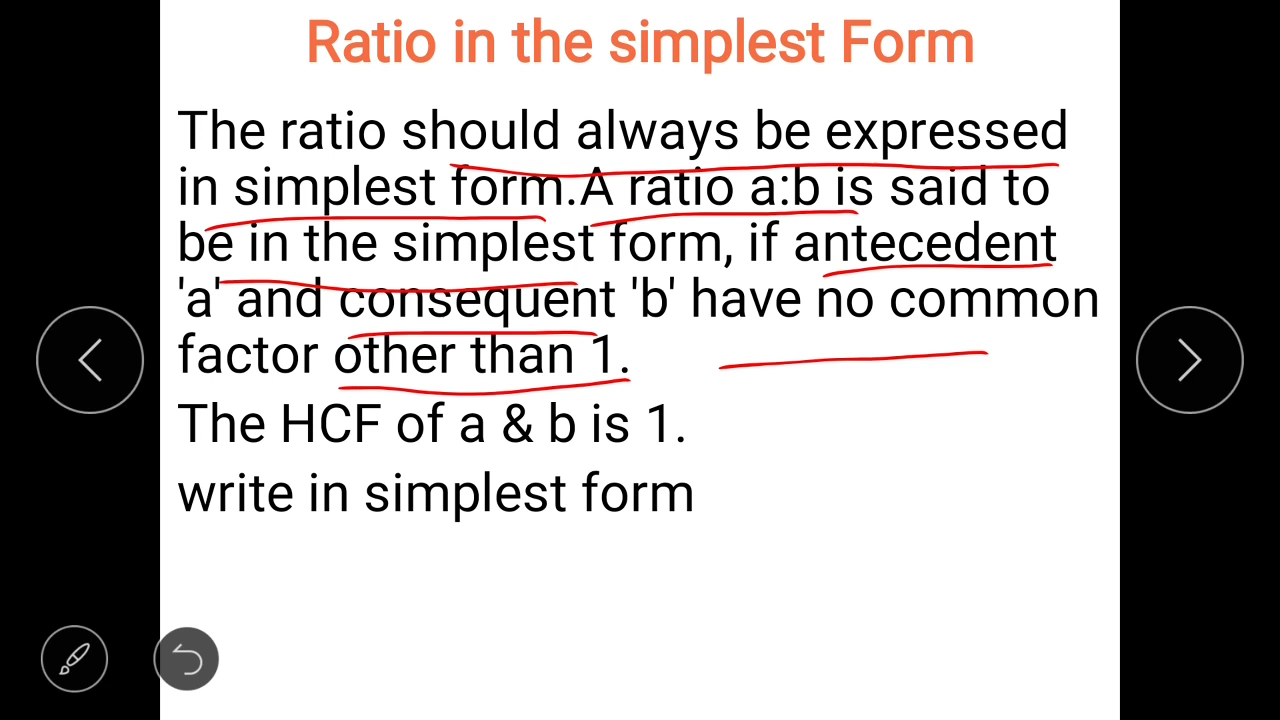 Ratio in the simplest Form
The ratio should always be expressed
in simplest form.A ratio a:b is said to
be in the simplest form, if antecedent
'a' and consequent 'b' have no common
factor other than 1.
The HCF of a & b is 1.
write in simplest form